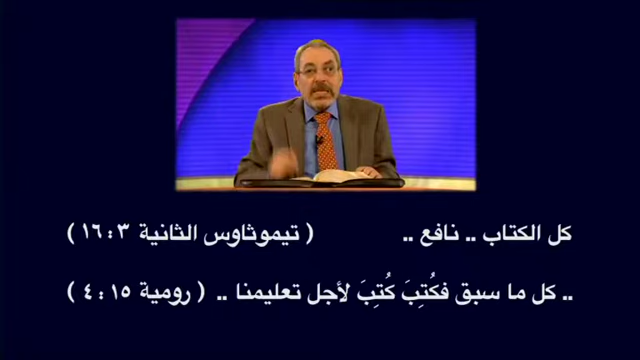 كل الكتاب .. نافع .. ( تيموثاوس الثانية ٣ : ١٦ )
.. كل ما سبق فكُتِبَ كُتِبَ لأجل تعليمنا .. ( رومية ١٥ : ٤ )